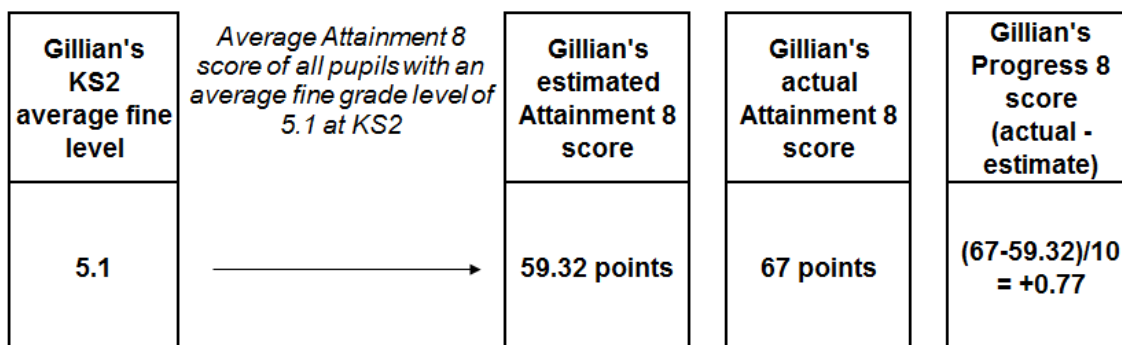 Gillian's
KS2
average fine
level
Average Attainment 8
score of all pupils with an
average fine grade level of
5.1 at KS2
Gillian's
estimated
Attainment 8
score
Gillian's
actual
Attainment 8
score
Gillian's
Progress 8
score
(actual -
estimate)
5.1
59.32 points
67 points
(67-59.32)/10
= +0.77